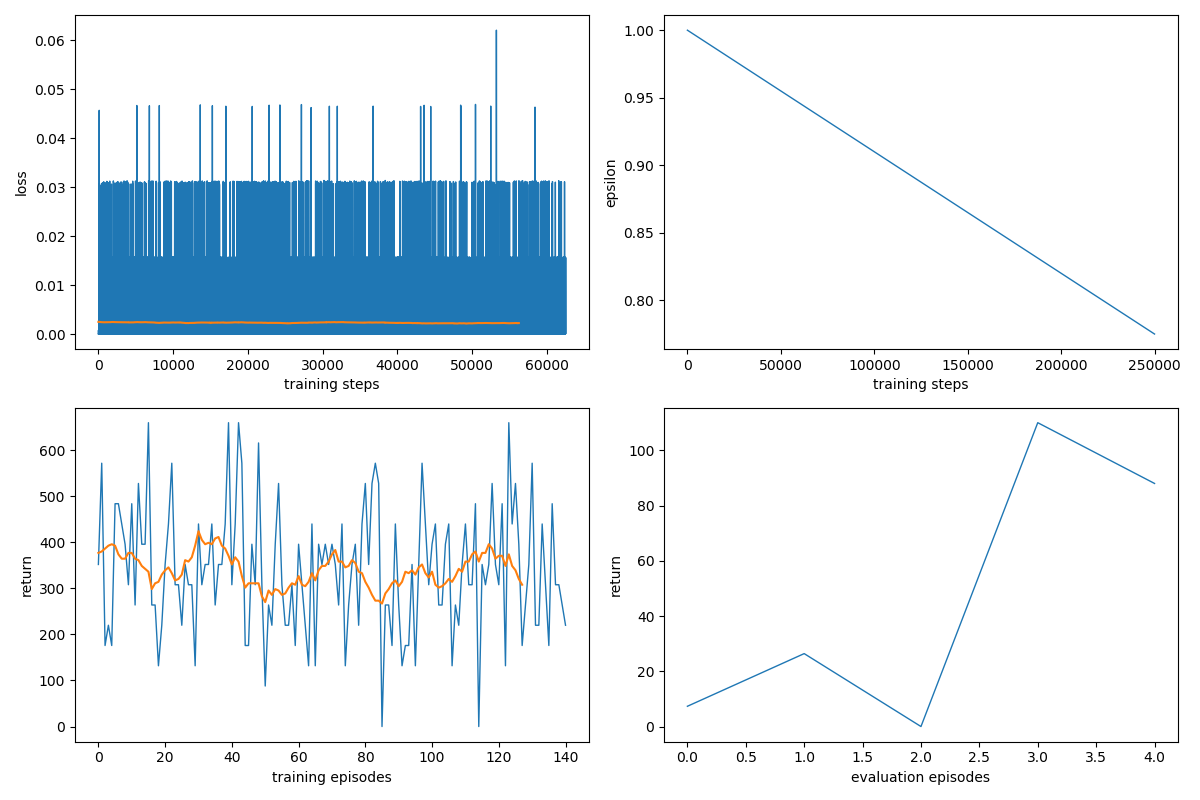 0.06
0.05
0.04
0.03
0.02
0.01
0.00
loss
0 10000 20000 30000 40000 50000 60000
training steps
1.00
0.95
0.90
0.85
0.80
epsilon
0 50000 100000 150000 200000 250000
training steps
600
500
400
300
200
100
0
return
0 20 40 60 80 100 120 140
training episodes
100
80
60
40
20
0
return
0.0 0.5 1.0 1.5 2.0 2.5 3.0 3.5 4.0
evaluation episodes